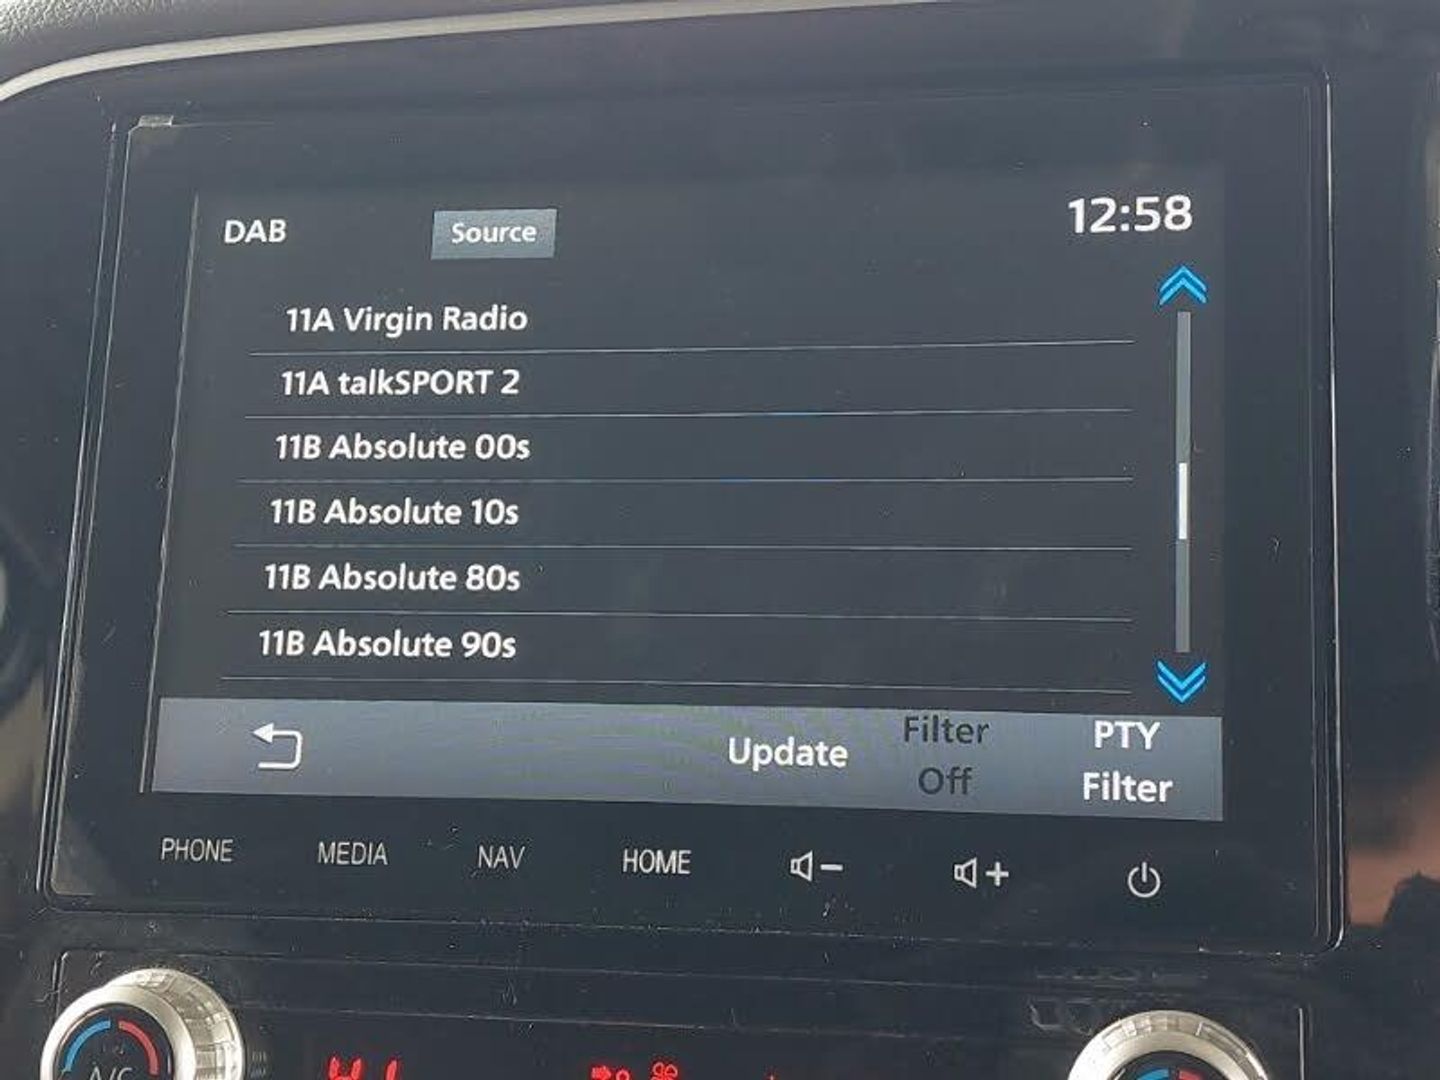 DAB
Source
12:58
11A Virgin Radio
11A talkSPORT 2
11B Absolute 00s
11B Absolute 10s
11B Absolute 80s
11B Absolute 90s
Update
Filter
Off
PTY
Filter
PHONE
MEDIA
NAV
HOME
A/C